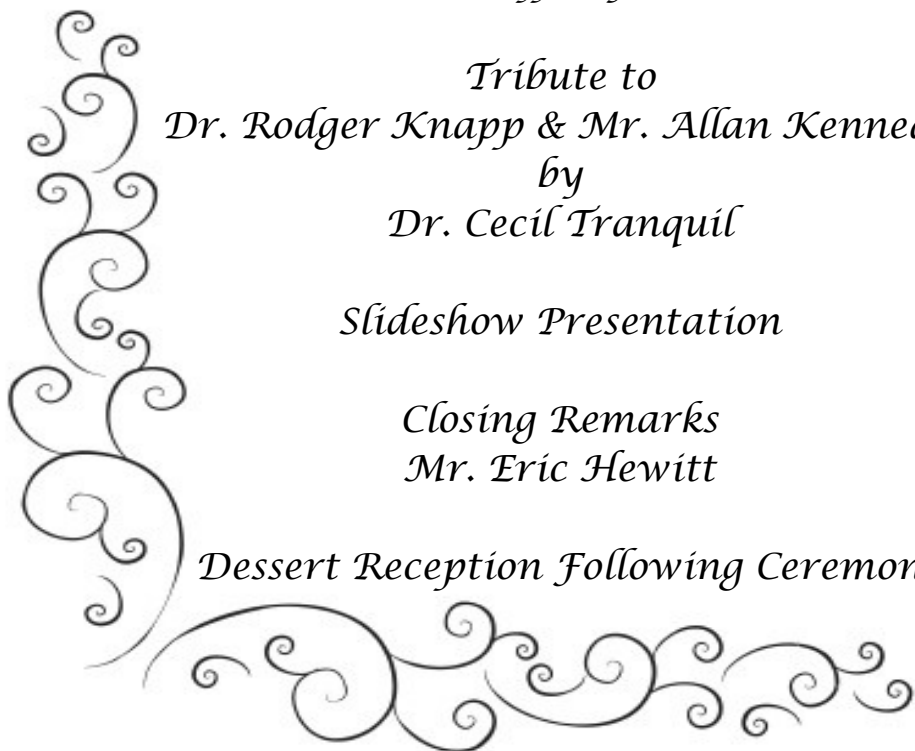 Tribute to
Dr. Rodger Knapp & Mr. Allan Kenned
by
Dr. Cecil Tranquil
Slideshow Presentation
Closing Remarks
Mr. Eric Hewitt
Dessert Reception Following Ceremon